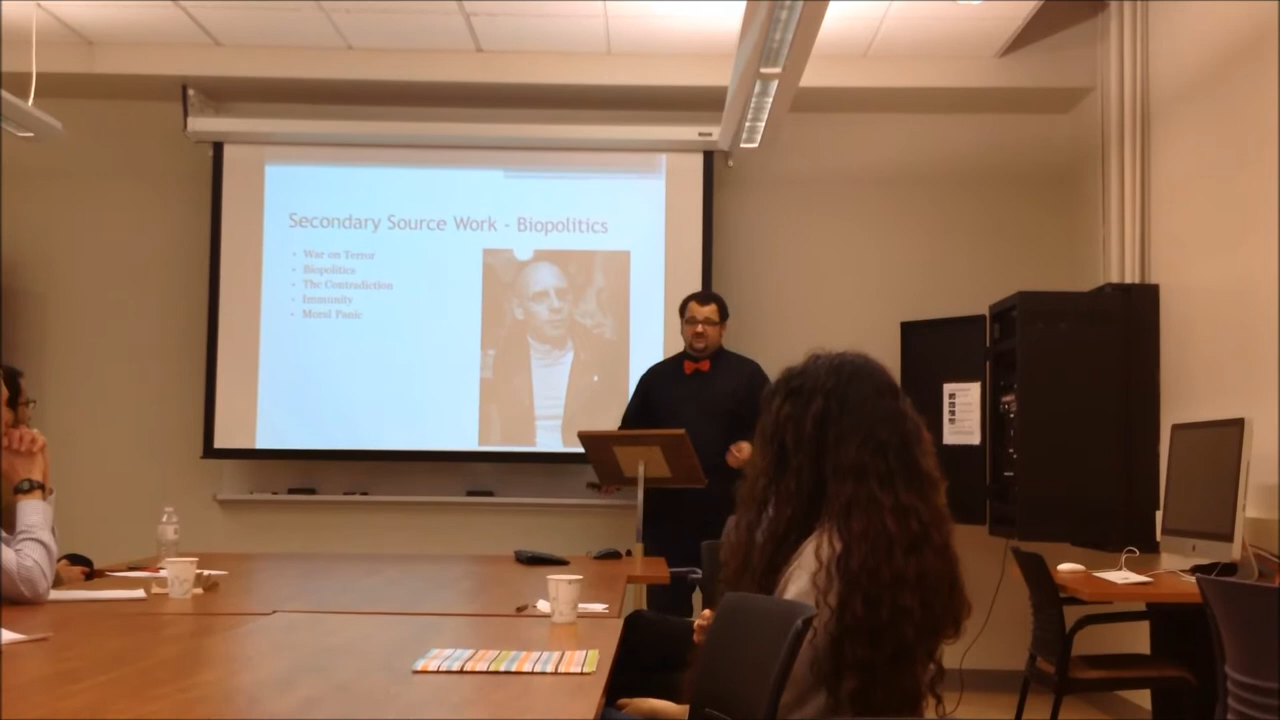 Secondary Source Work - Biopolitics
• War on Terror
• Biopolitics
• The Contradiction
• Immunity
• Moral Panic